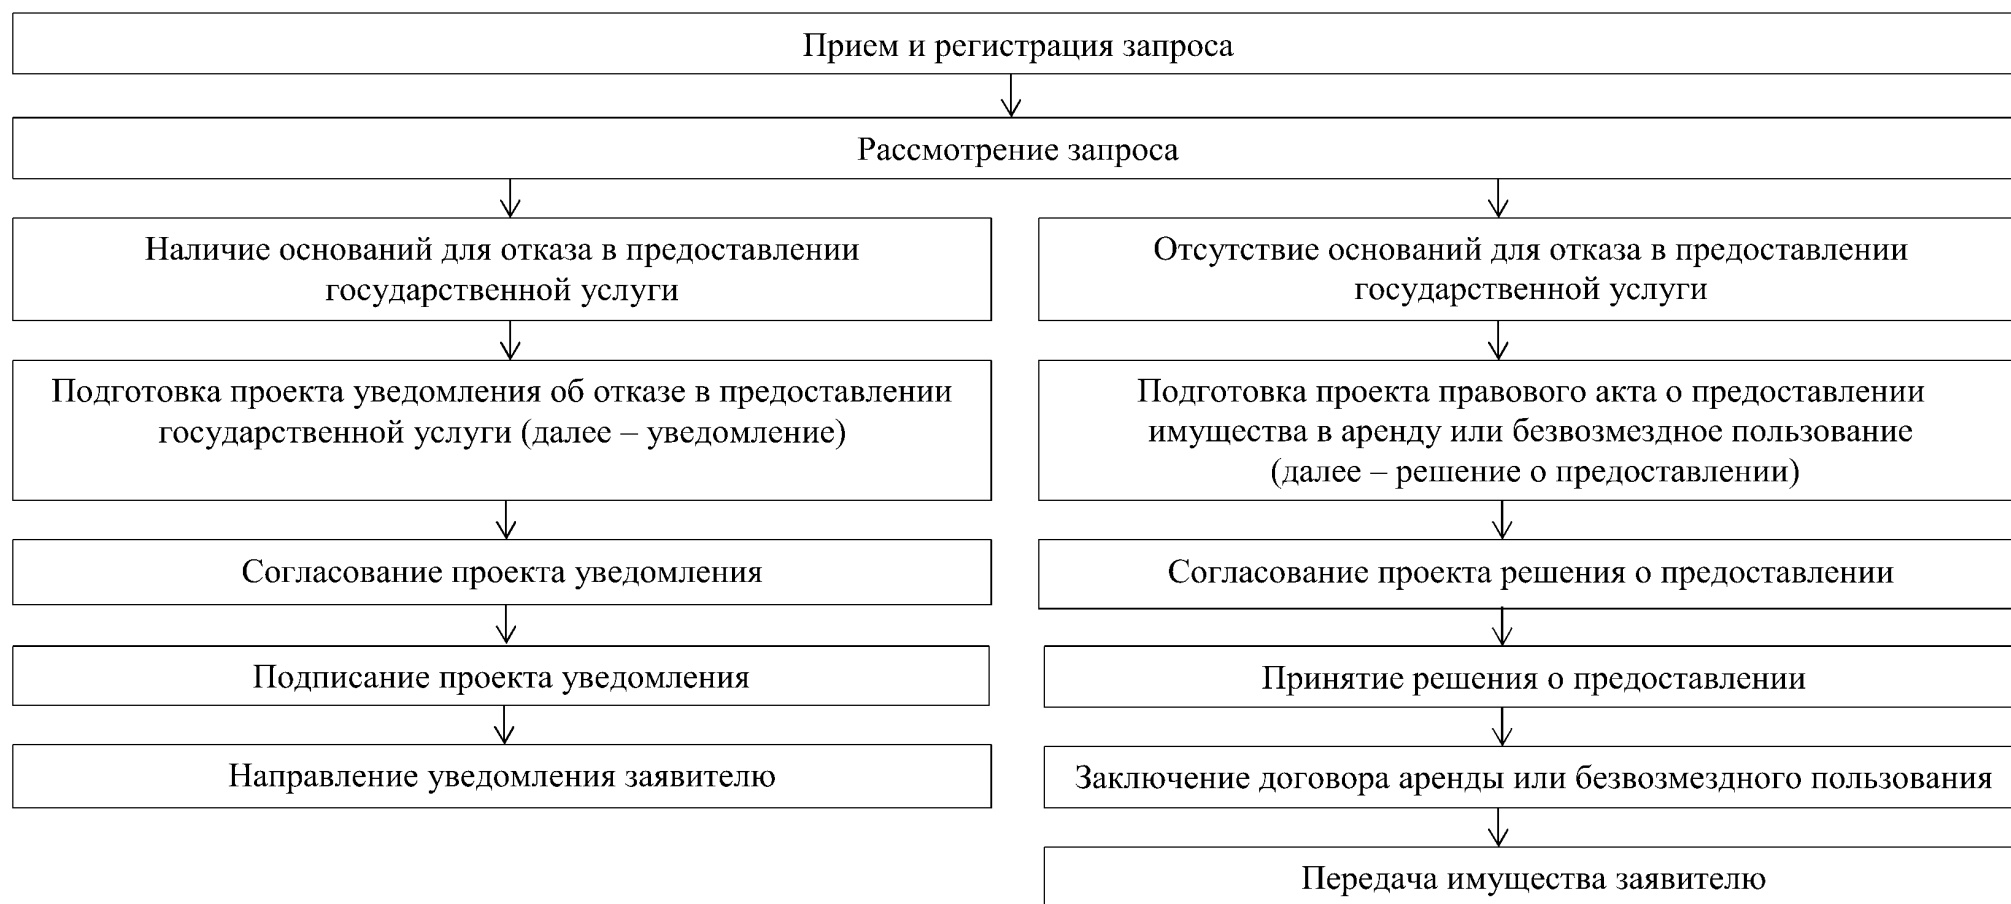 Прием и регистрация запроса
Рассмотрение запроса
Наличие оснований для отказа в предоставлении
государственной услуги
Отсутствие оснований для отказа в предоставлении
государственной услуги
Подготовка проекта уведомления об отказе в предоставлении
государственной услуги (далее – уведомление)
Подготовка проекта правового акта о предоставлении
имущества в аренду или безвозмездное пользование
(далее – решение о предоставлении)
Согласование проекта уведомления
Согласование проекта решения о предоставлении
Подписание проекта уведомления
Принятие решения о предоставлении
Направление уведомления заявителю
Заключение договора аренды или безвозмездного пользования
Передача имущества заявителю